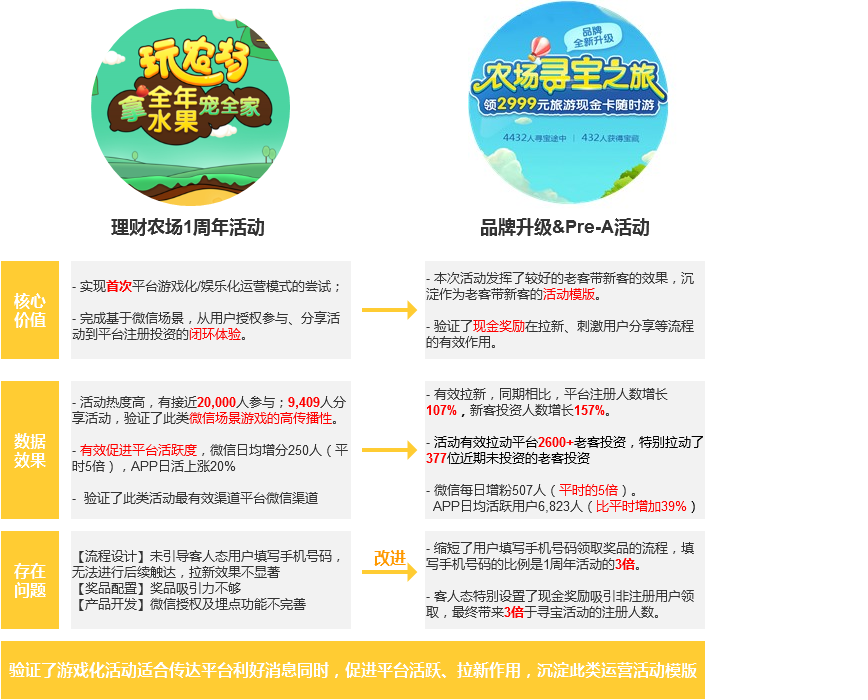 玩农场
拿全年水果宠全家
理财农场1周年活动
品牌
全新升级
农场寻宝之旅
领2999元旅游现金卡随时游
4432人寻宝途中 | 432人获得宝藏
品牌升级&Pre-A活动
核心
价值
- 实现首次平台游戏化/娱乐化运营模式的尝试；
- 完成基于微信场景，从用户授权参与、分享活
动到平台注册投资的闭环体验。
- 本次活动发挥了较好的老客带新客的效果，沉
淀作为老客带新客的活动模版。
- 验证了现金奖励在拉新、刺激用户分享等流程
的有效作用。
数据
效果
- 活动热度高，有接近20,000人参与；9,409人分
享活动，验证了此类微信场景游戏的高传播性。
- 有效促进平台活跃度，微信日均增分250人（平
时5倍），APP日活上涨20%
- 验证了此类活动最有效渠道平台微信渠道
- 有效拉新，同期相比，平台注册人数增长
107%，新客投资人数增长157%。
- 活动有效拉动平台2600+老客投资，特别拉动了
377位近期未投资的老客投资
- 微信每日增粉507人（平时的5倍）。
APP日均活跃用户6,823人（比平时增加39%）
存在
问题
【流程设计】未引导客人态用户填写手机号码，
无法进行后续触达，拉新效果不显著
【奖品配置】奖品吸引力不够
【产品开发】微信授权及埋点功能不完善
改进
- 缩短了用户填写手机号码领取奖品的流程，填
写手机号码的比例是1周年活动的3倍。
- 客人态特别设置了现金奖励吸引非注册用户领
取，最终带来3倍于寻宝活动的注册人数。
验证了游戏化活动适合传达平台利好消息同时，促进平台活跃、拉新作用，沉淀此类运营活动模版